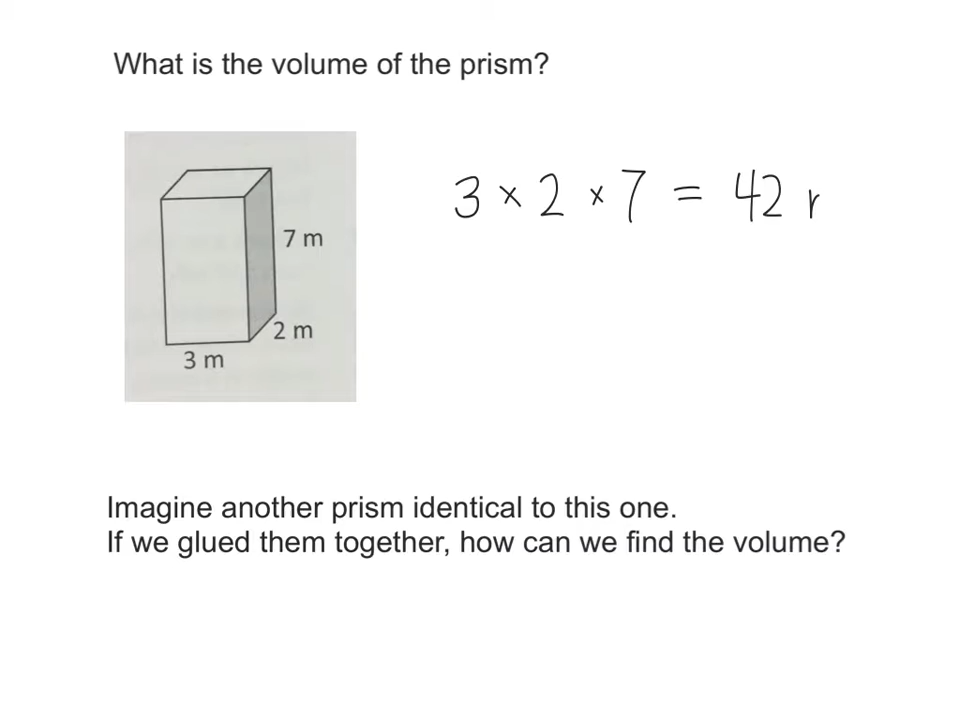 What is the volume of the prism?
3 × 2 × 7 = 42 r
7 m
2 m
3 m
Imagine another prism identical to this one.
If we glued them together, how can we find the volume?